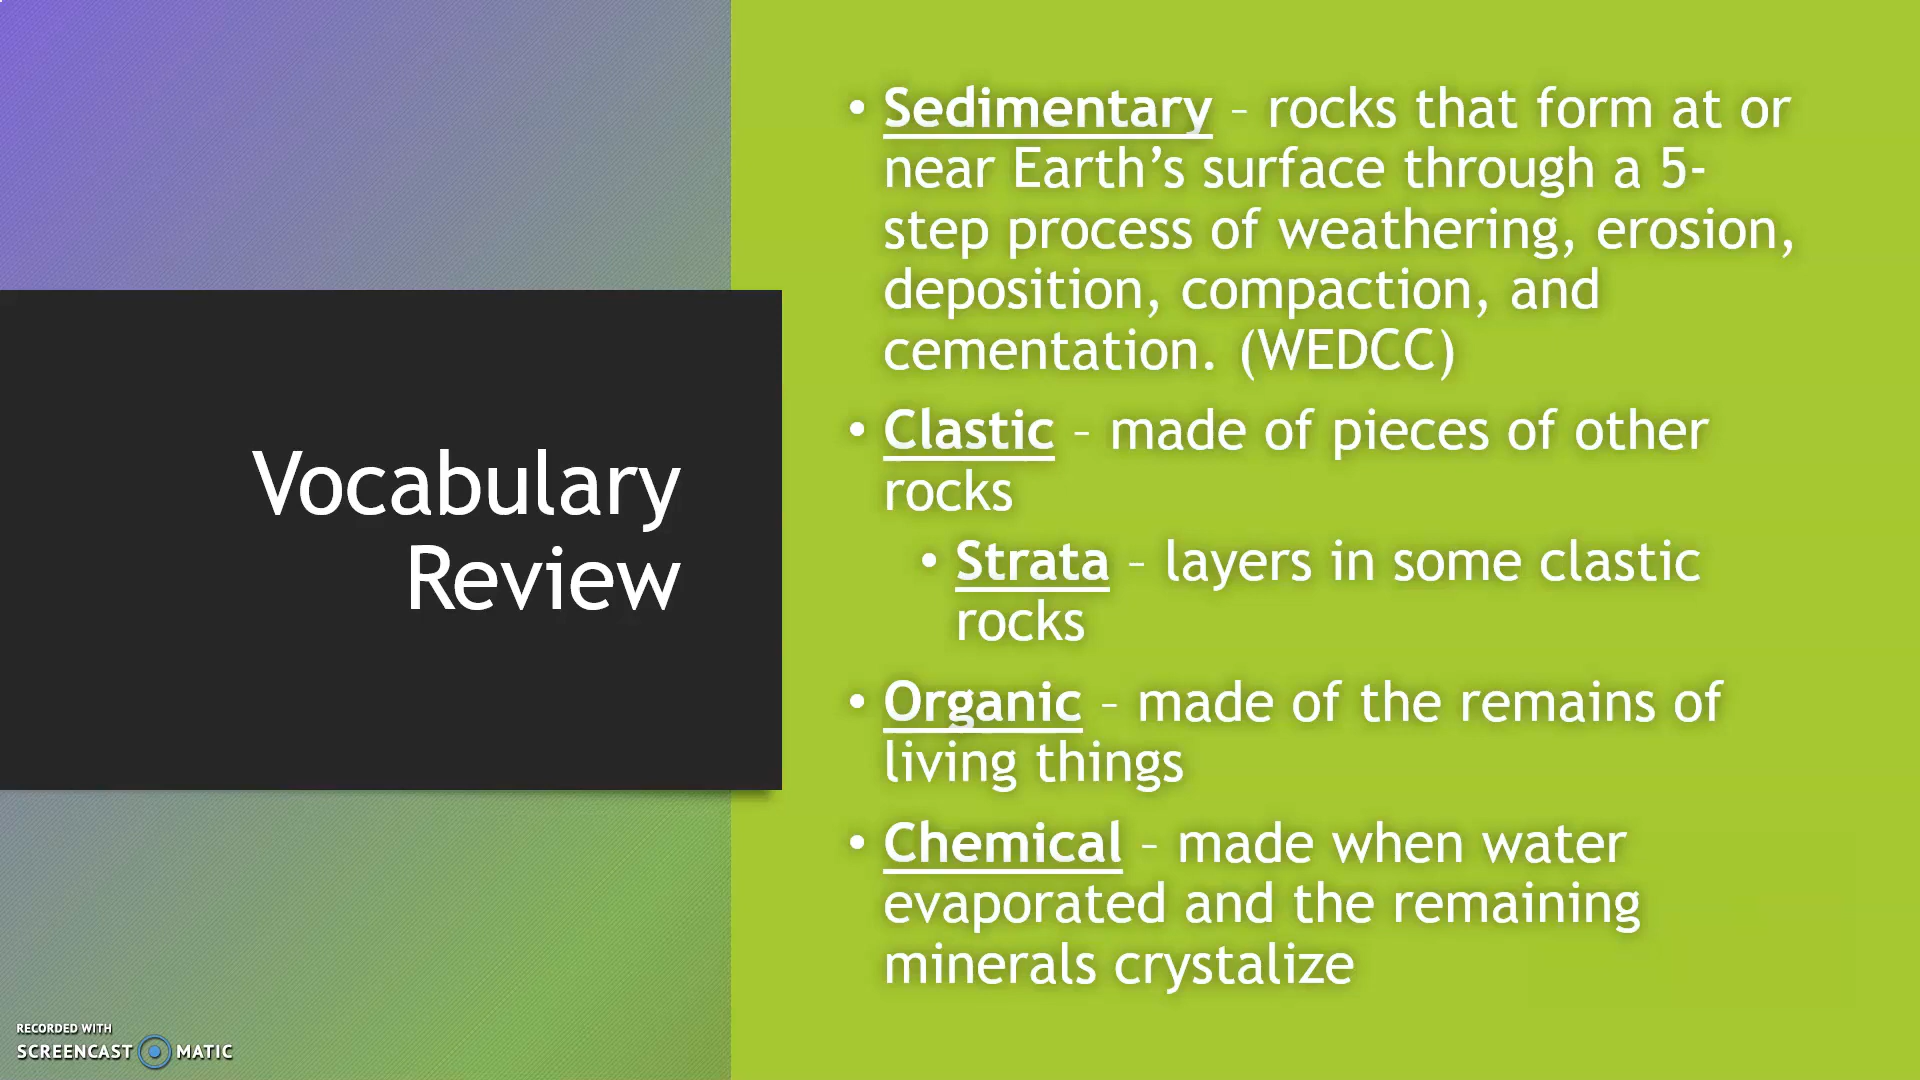 Vocabulary
Review
• Sedimentary – rocks that form at or
near Earth’s surface through a 5-
step process of weathering, erosion,
deposition, compaction, and
cementation. (WEDCC)
• Clastic – made of pieces of other
rocks
• Strata – layers in some clastic
rocks
• Organic – made of the remains of
living things
• Chemical – made when water
evaporated and the remaining
minerals crystalize
RECORDED WITH
SCREENCAST MATIC